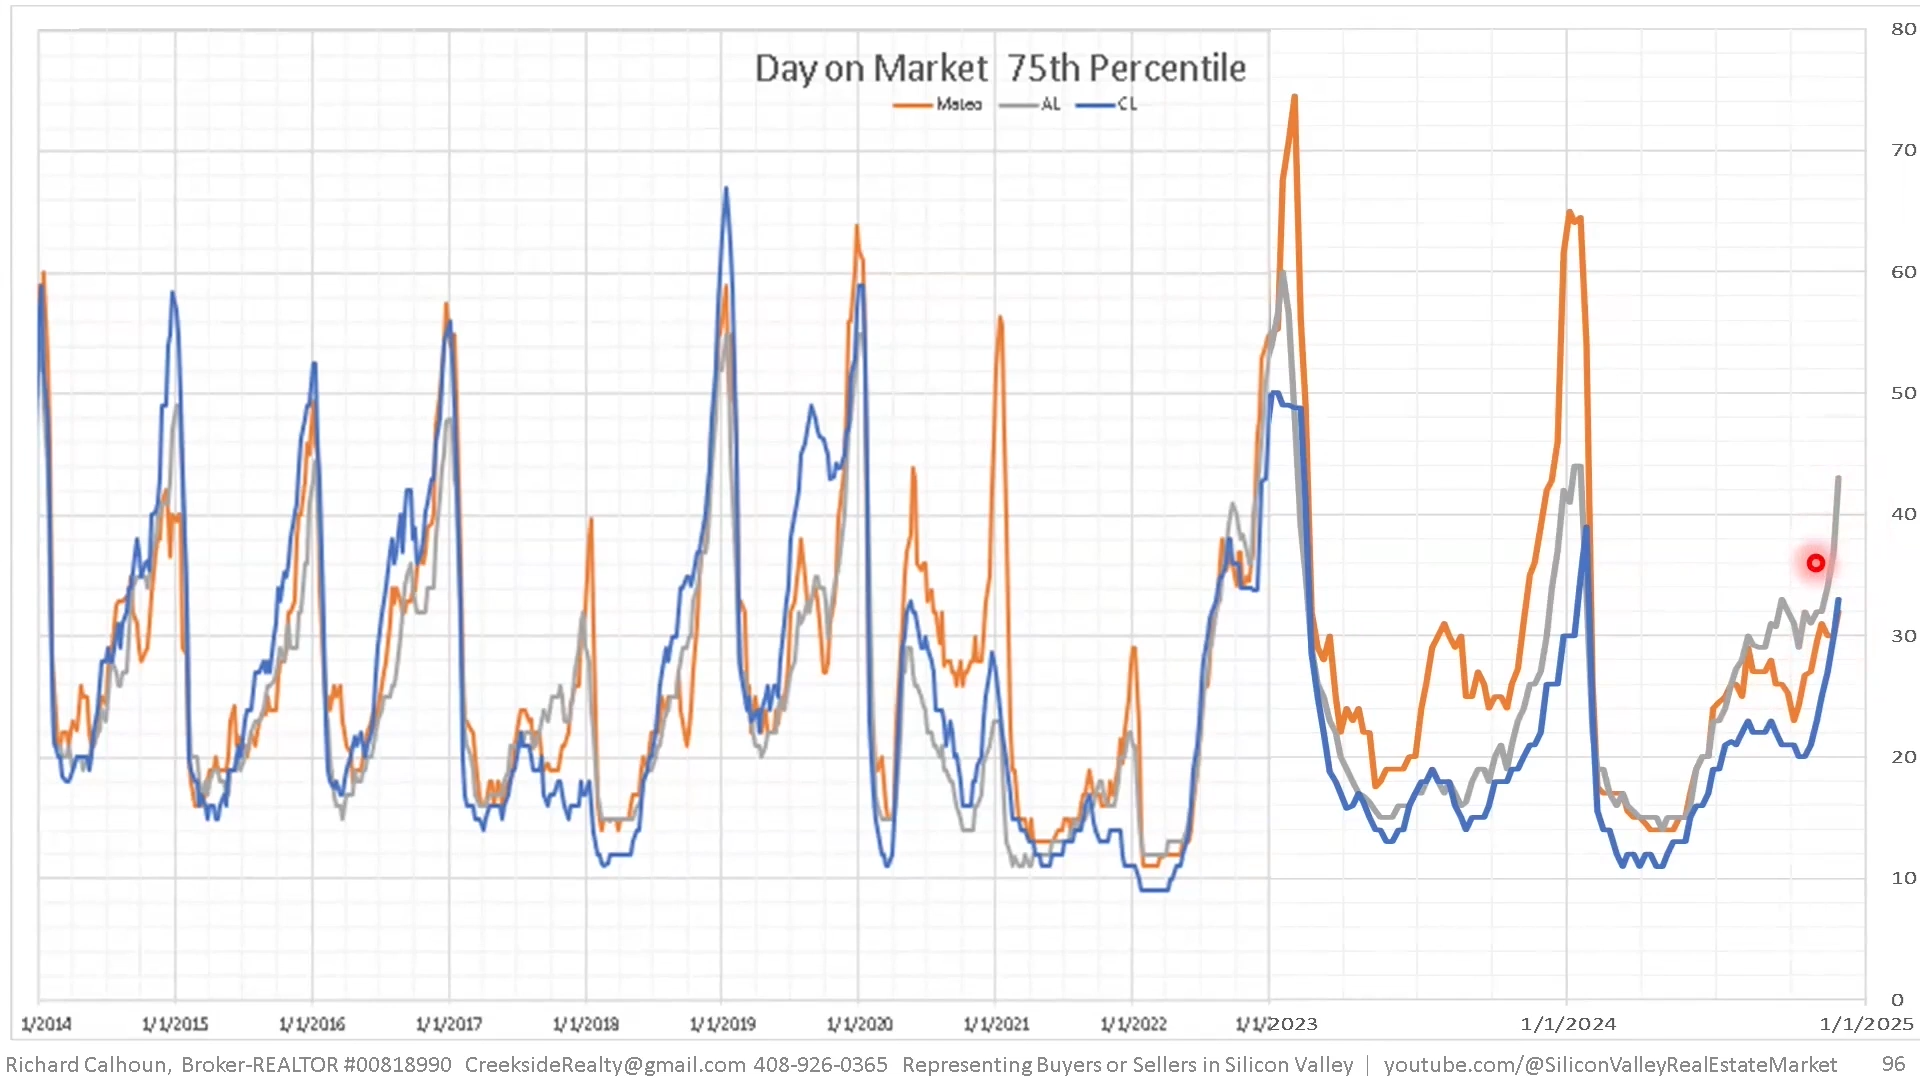 Day on Market 75th Percentile
Mateo AL CL
80
70
60
50
40
30
20
10
0
1/1/2014 1/1/2015 1/1/2016 1/1/2017 1/1/2018 1/1/2019 1/1/2020 1/1/2021 1/1/2022 1/1/2023 1/1/2024 1/1/2025
Richard Calhoun, Broker-REALTOR #00818990 CreeksideRealty@gmail.com 408-926-0365 Representing Buyers or Sellers in Silicon Valley | youtube.com/@SiliconValleyRealEstateMarket 96